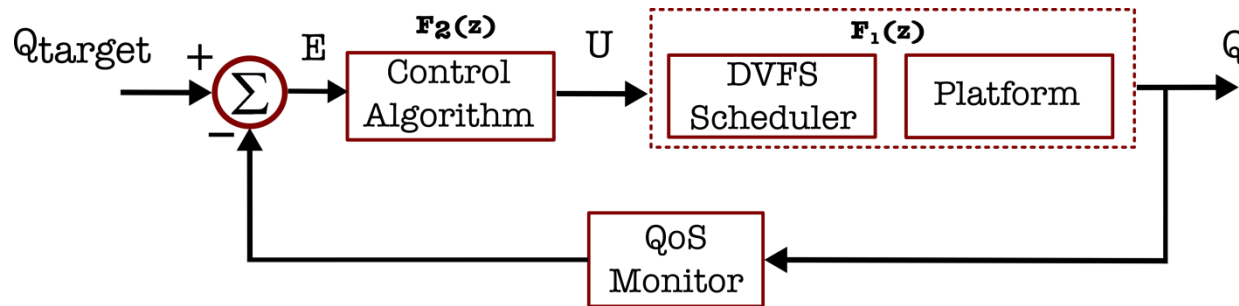 Qtarget
+
−
Σ
E
F2(z)
Control
Algorithm
U
F₁(z)
DVFS
Scheduler
Platform
Q
QoS
Monitor